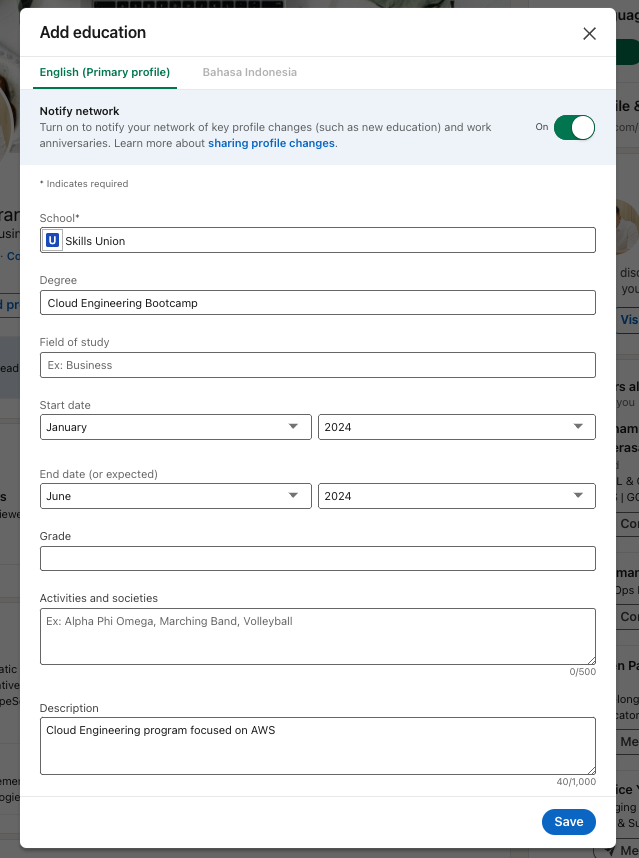 Add education
English (Primary profile)
Bahasa Indonesia
Notify network
Turn on to notify your network of key profile changes (such as new education) and work
anniversaries. Learn more about sharing profile changes.
On
* Indicates required
School*
U Skills Union
Degree
Cloud Engineering Bootcamp
Field of study
Ex: Business
Start date
January
2024
End date (or expected)
June
2024
Grade
Activities and societies
Ex: Alpha Phi Omega, Marching Band, Volleyball
0/500
Description
Cloud Engineering program focused on AWS
40/1,000
Save